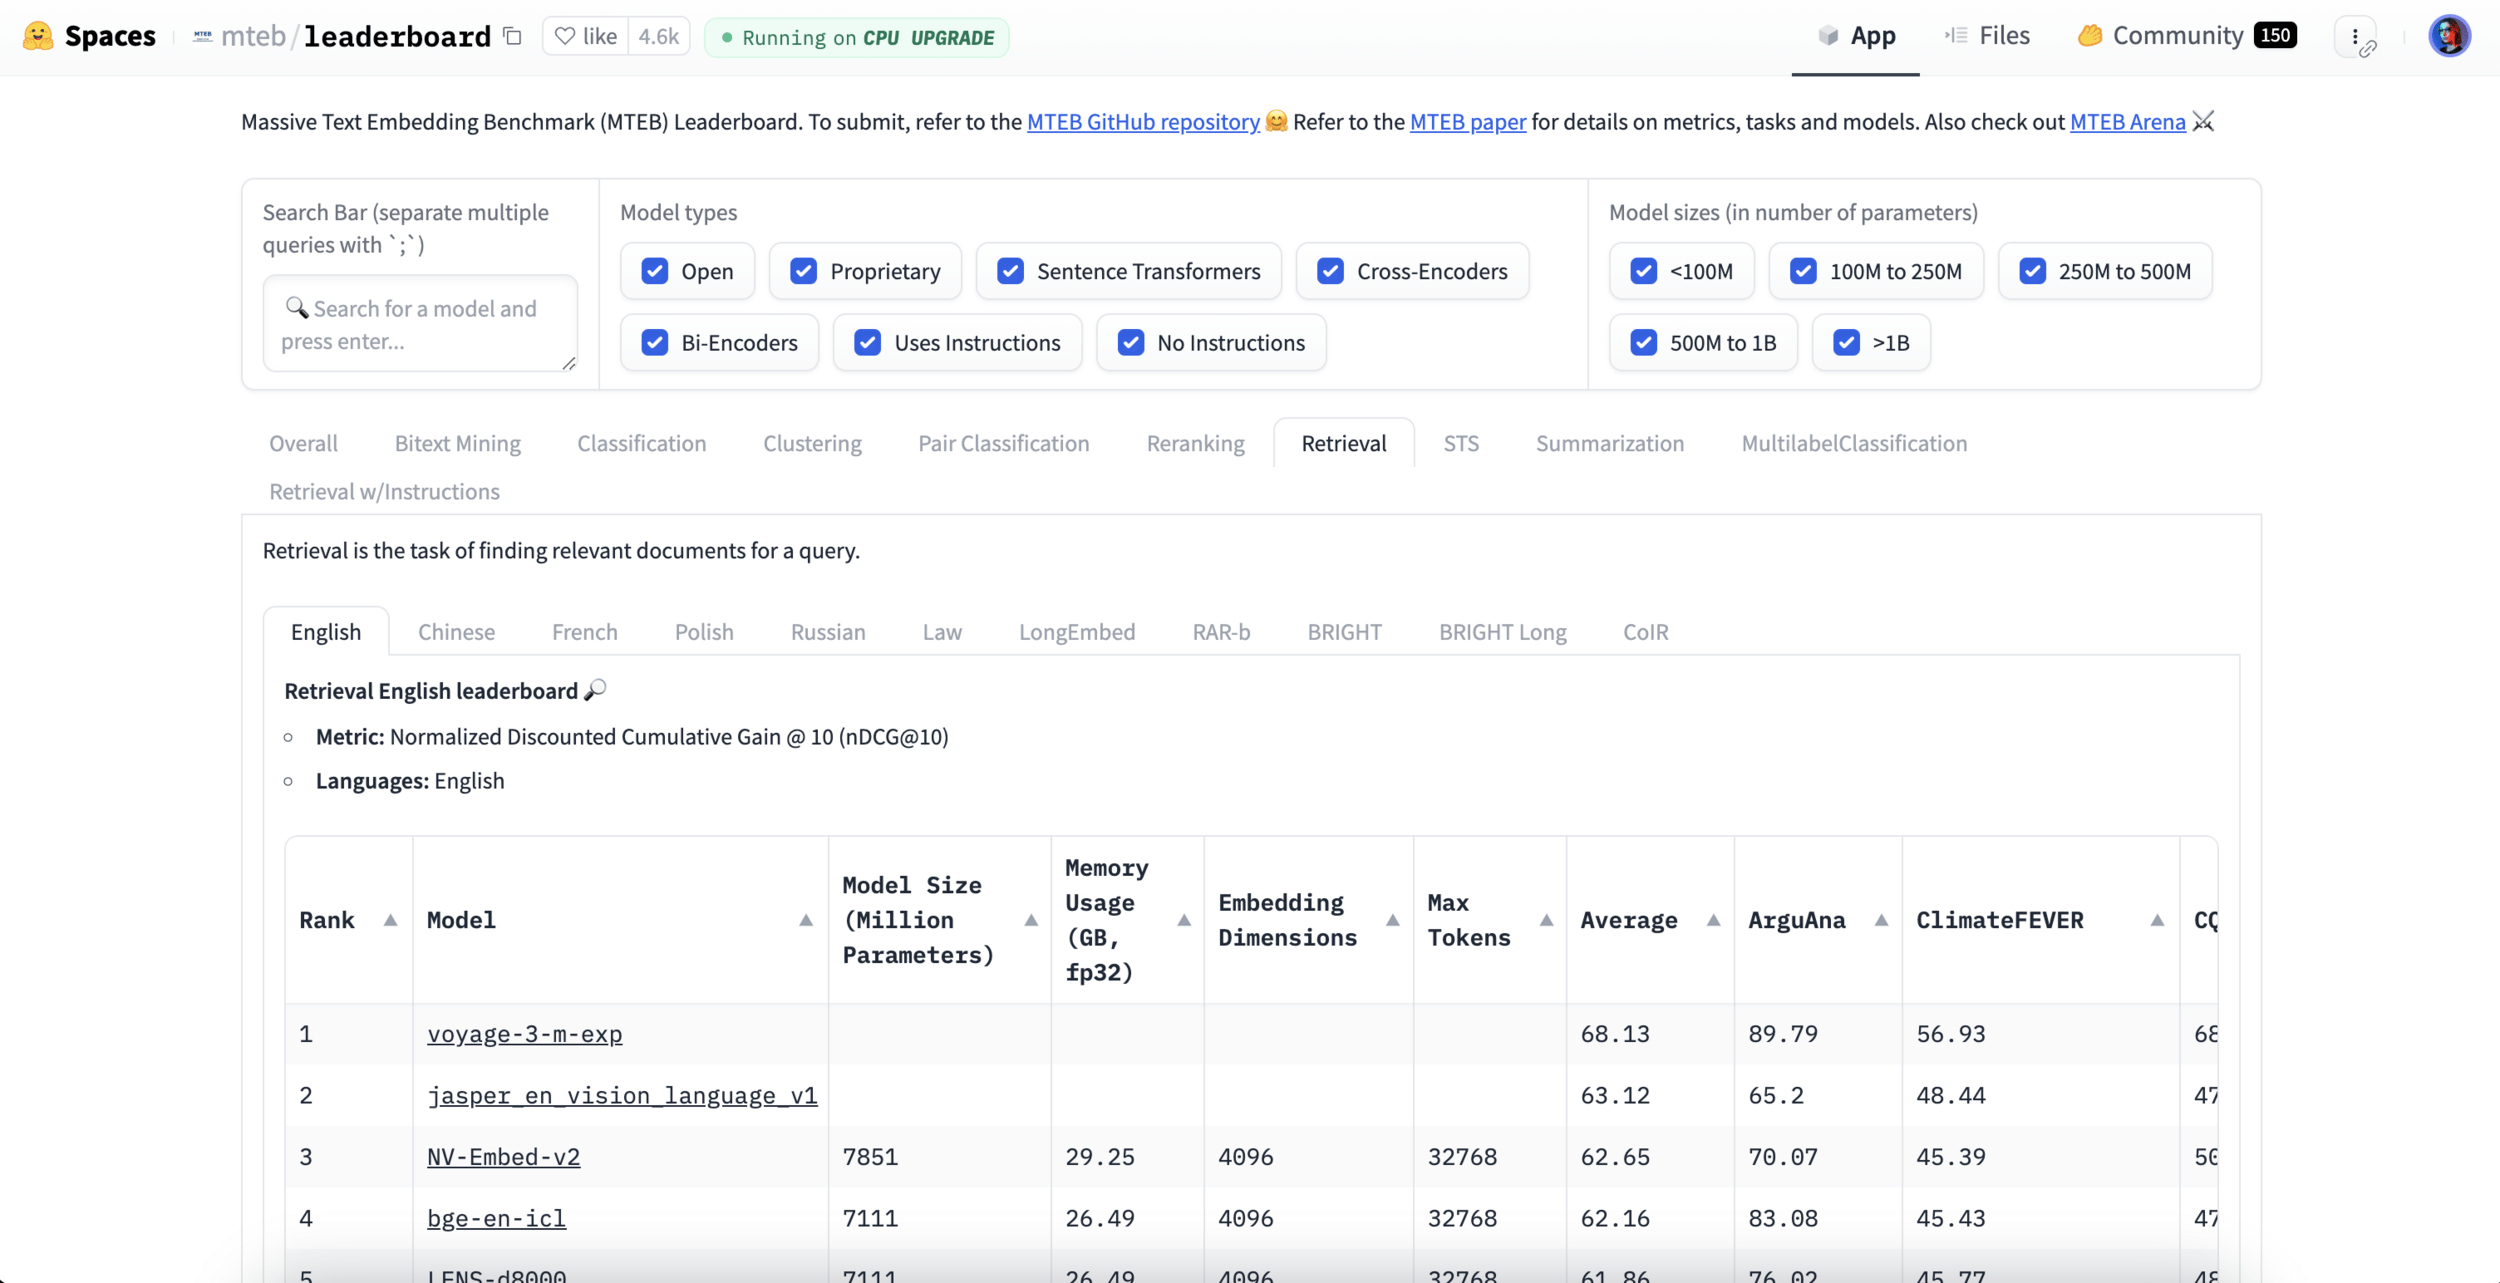 Spaces mteb/leaderboard like 4.6k Running on CPU UPGRADE App Files Community 150
Massive Text Embedding Benchmark (MTEB) Leaderboard. To submit, refer to the MTEB GitHub repository 🤗 Refer to the MTEB paper for details on metrics, tasks and models. Also check out MTEB Arena ⚔
Search Bar (separate multiple
queries with `;`)
🔍 Search for a model and
press enter...
Model types
Open Proprietary Sentence Transformers Cross-Encoders
Bi-Encoders Uses Instructions No Instructions
Model sizes (in number of parameters)
<100M 100M to 250M 250M to 500M
500M to 1B >1B
Overall Bitext Mining Classification Clustering Pair Classification Reranking Retrieval STS Summarization MultilabelClassification
Retrieval w/Instructions
Retrieval is the task of finding relevant documents for a query.
English Chinese French Polish Russian Law LongEmbed RAR-b BRIGHT BRIGHT Long CoIR
Retrieval English leaderboard 🔎
Metric: Normalized Discounted Cumulative Gain @ 10 (nDCG@10)
Languages: English
Rank Model Model Size (Million Parameters) Memory Usage (GB, fp32) Embedding Dimensions Max Tokens Average ArguAna ClimateFEVER CQ
1 voyage-3-m-exp 68.13 89.79 56.93 68
2 jasper_en_vision_language_v1 63.12 65.2 48.44 47
3 NV-Embed-v2 7851 29.25 4096 32768 62.65 70.07 45.39 50
4 bge-en-icl 7111 26.49 4096 32768 62.16 83.08 45.43 47
5 LENS-d8000 7111 26.49 4096 32768 61.86 76.02 45.77 48